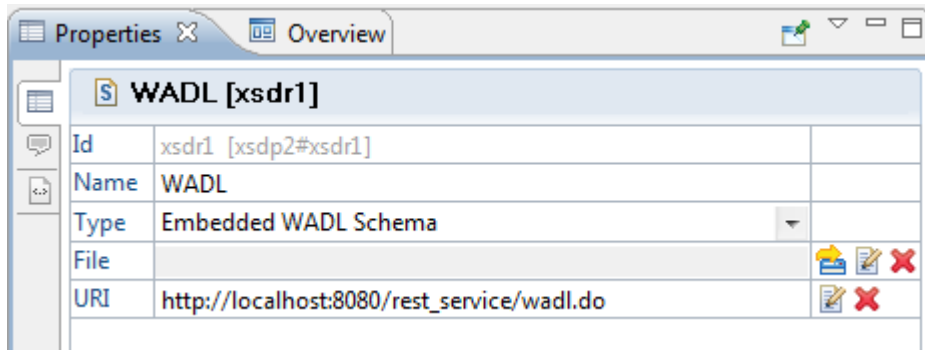 Properties Overview
WADL [xsdr1]
Id xsdr1 [xsdp2#xsdr1]
Name WADL
Type Embedded WADL Schema
File
URI http://localhost:8080/rest_service/wadl.do